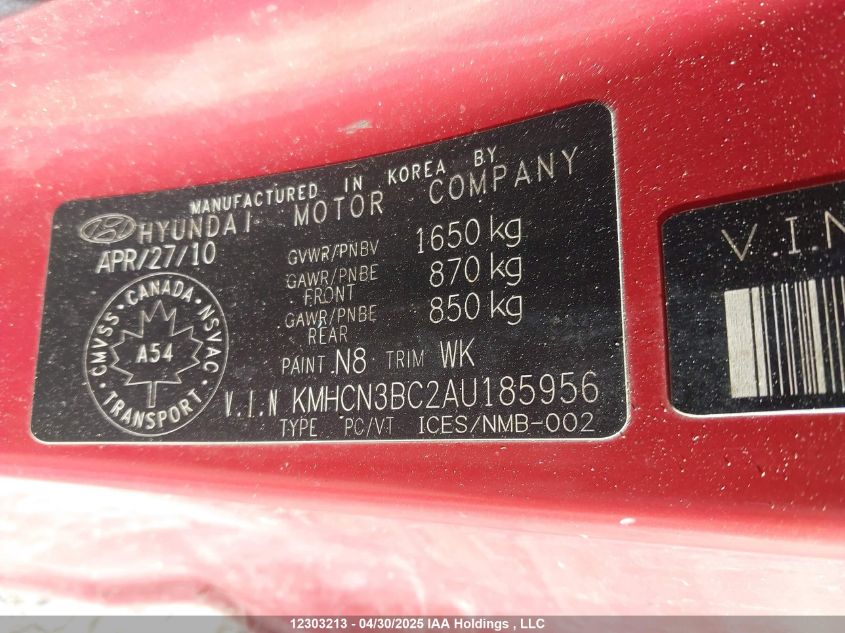 MANUFACTURED IN KOREA BY
HYUNDAI MOTOR COMPANY
APR/27/10
GVWR/PNBV 1650 kg
GAWR/PNBE FRONT 870 kg
GAWR/PNBE REAR 850 kg
CMVSS · CANADA · NSVAC
A54
TRANSPORT
PAINT N8 TRIM WK
V.I.N KMHCN3BC2AU185956
TYPE PC/VT ICES/NMB-002
V.I.N
12303213 - 04/30/2025 IAA Holdings , LLC